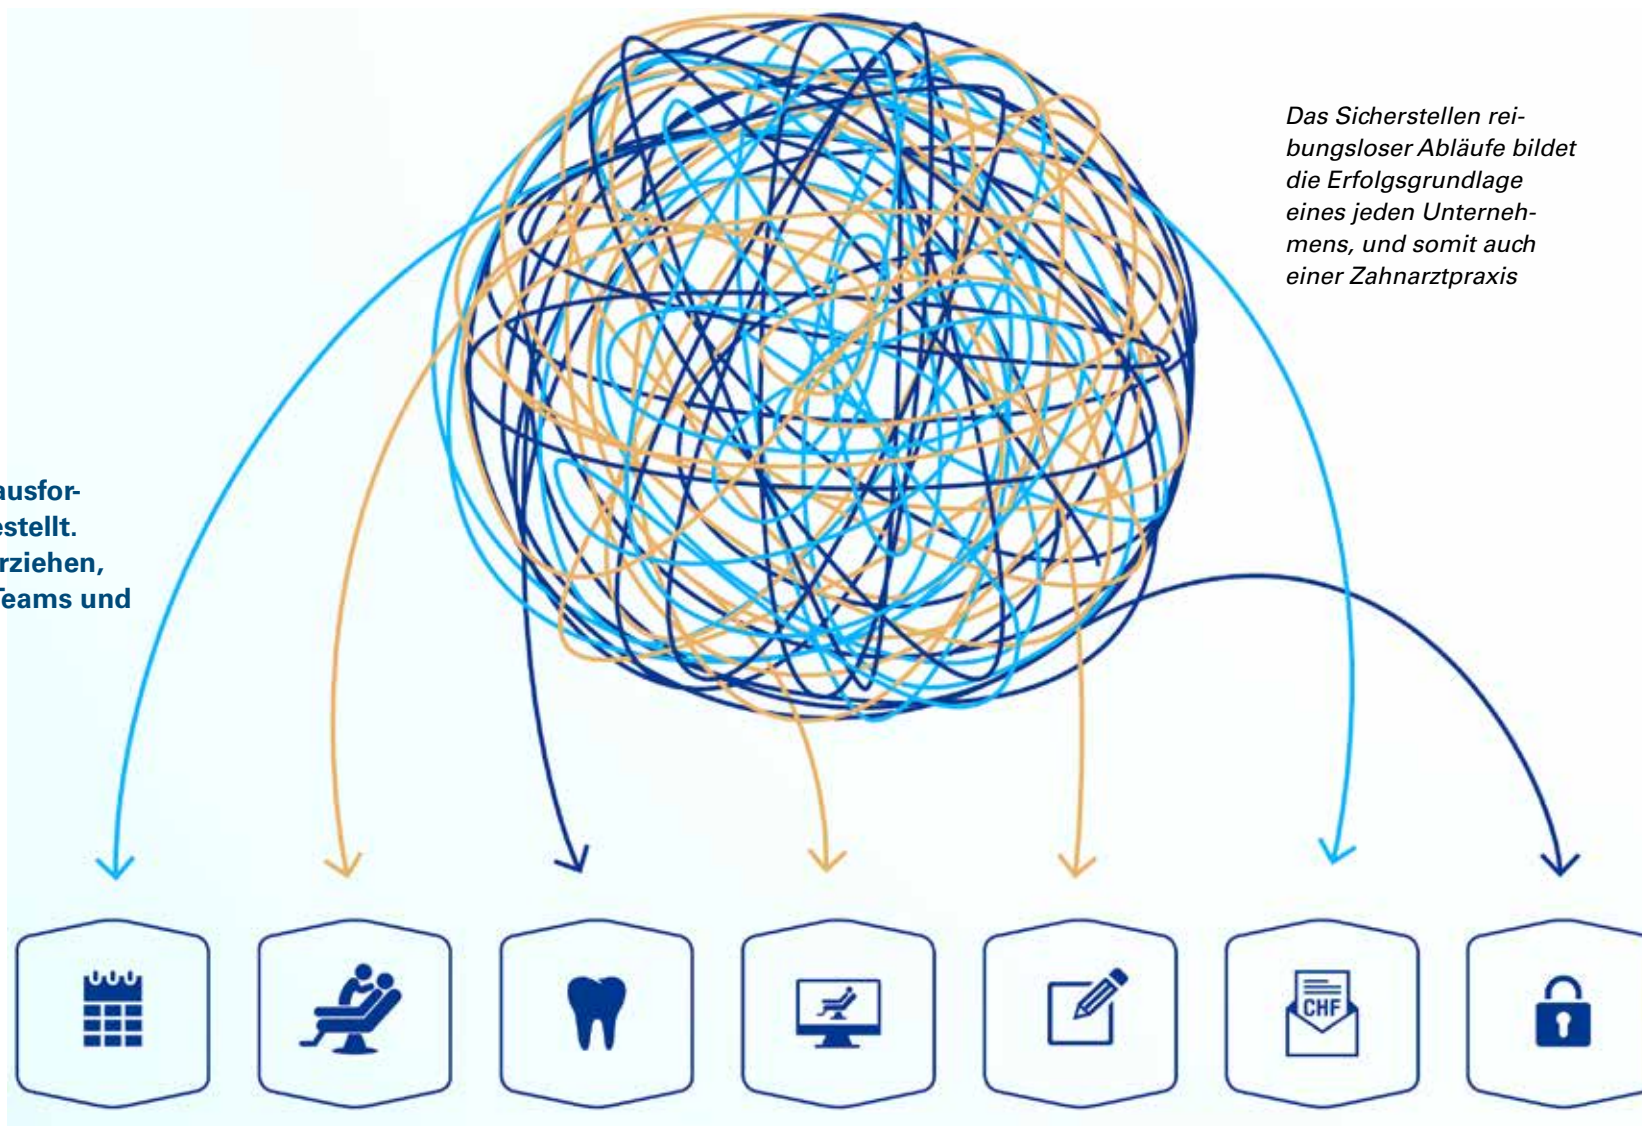 Das Sicherstellen rei-
bungsloser Abläufe bildet
die Erfolgsgrundlage
eines jeden Unterneh-
mens, und somit auch
einer Zahnarztpraxis
ausfor-
estellt.
rziehen,
Teams und
CHF